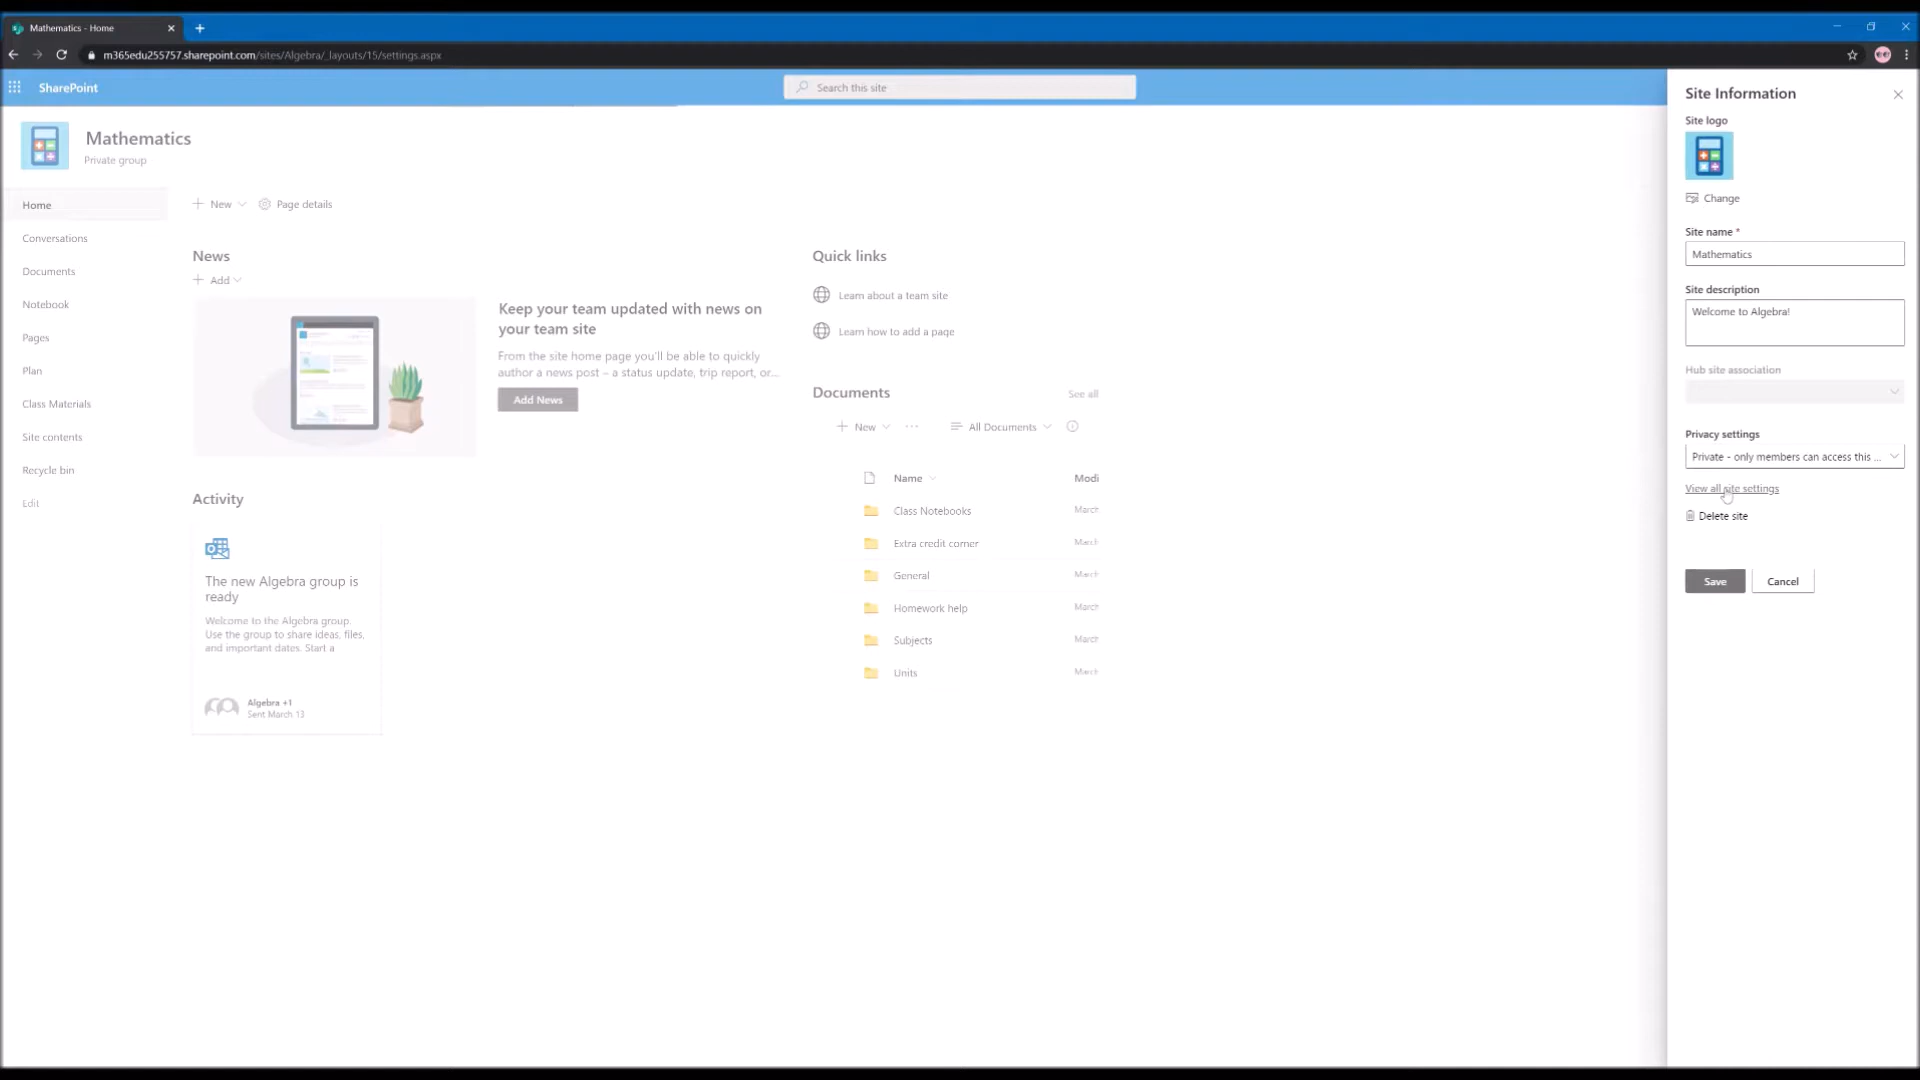 Mathematics - Home
m365edu255757.sharepoint.com/sites/Algebra/_layouts/15/settings.aspx
SharePoint
Search this site
Mathematics
Private group
Home
Conversations
Documents
Notebook
Pages
Plan
Class Materials
Site contents
Recycle bin
Edit
New
Page details
News
Add
Keep your team updated with news on
your team site
From the site home page you'll be able to quickly
author a news post – a status update, trip report, or...
Add News
Activity
The new Algebra group is
ready
Welcome to the Algebra group.
Use the group to share ideas, files,
and important dates. Start a
Algebra +1
Sent March 13
Quick links
Learn about a team site
Learn how to add a page
Documents
See all
New
All Documents
Name
Modi
Class Notebooks
March
Extra credit corner
March
General
March
Homework help
March
Subjects
March
Units
March
Site Information
Site logo
Change
Site name *
Mathematics
Site description
Welcome to Algebra!
Hub site association
Privacy settings
Private - only members can access this ...
View all site settings
Delete site
Save
Cancel